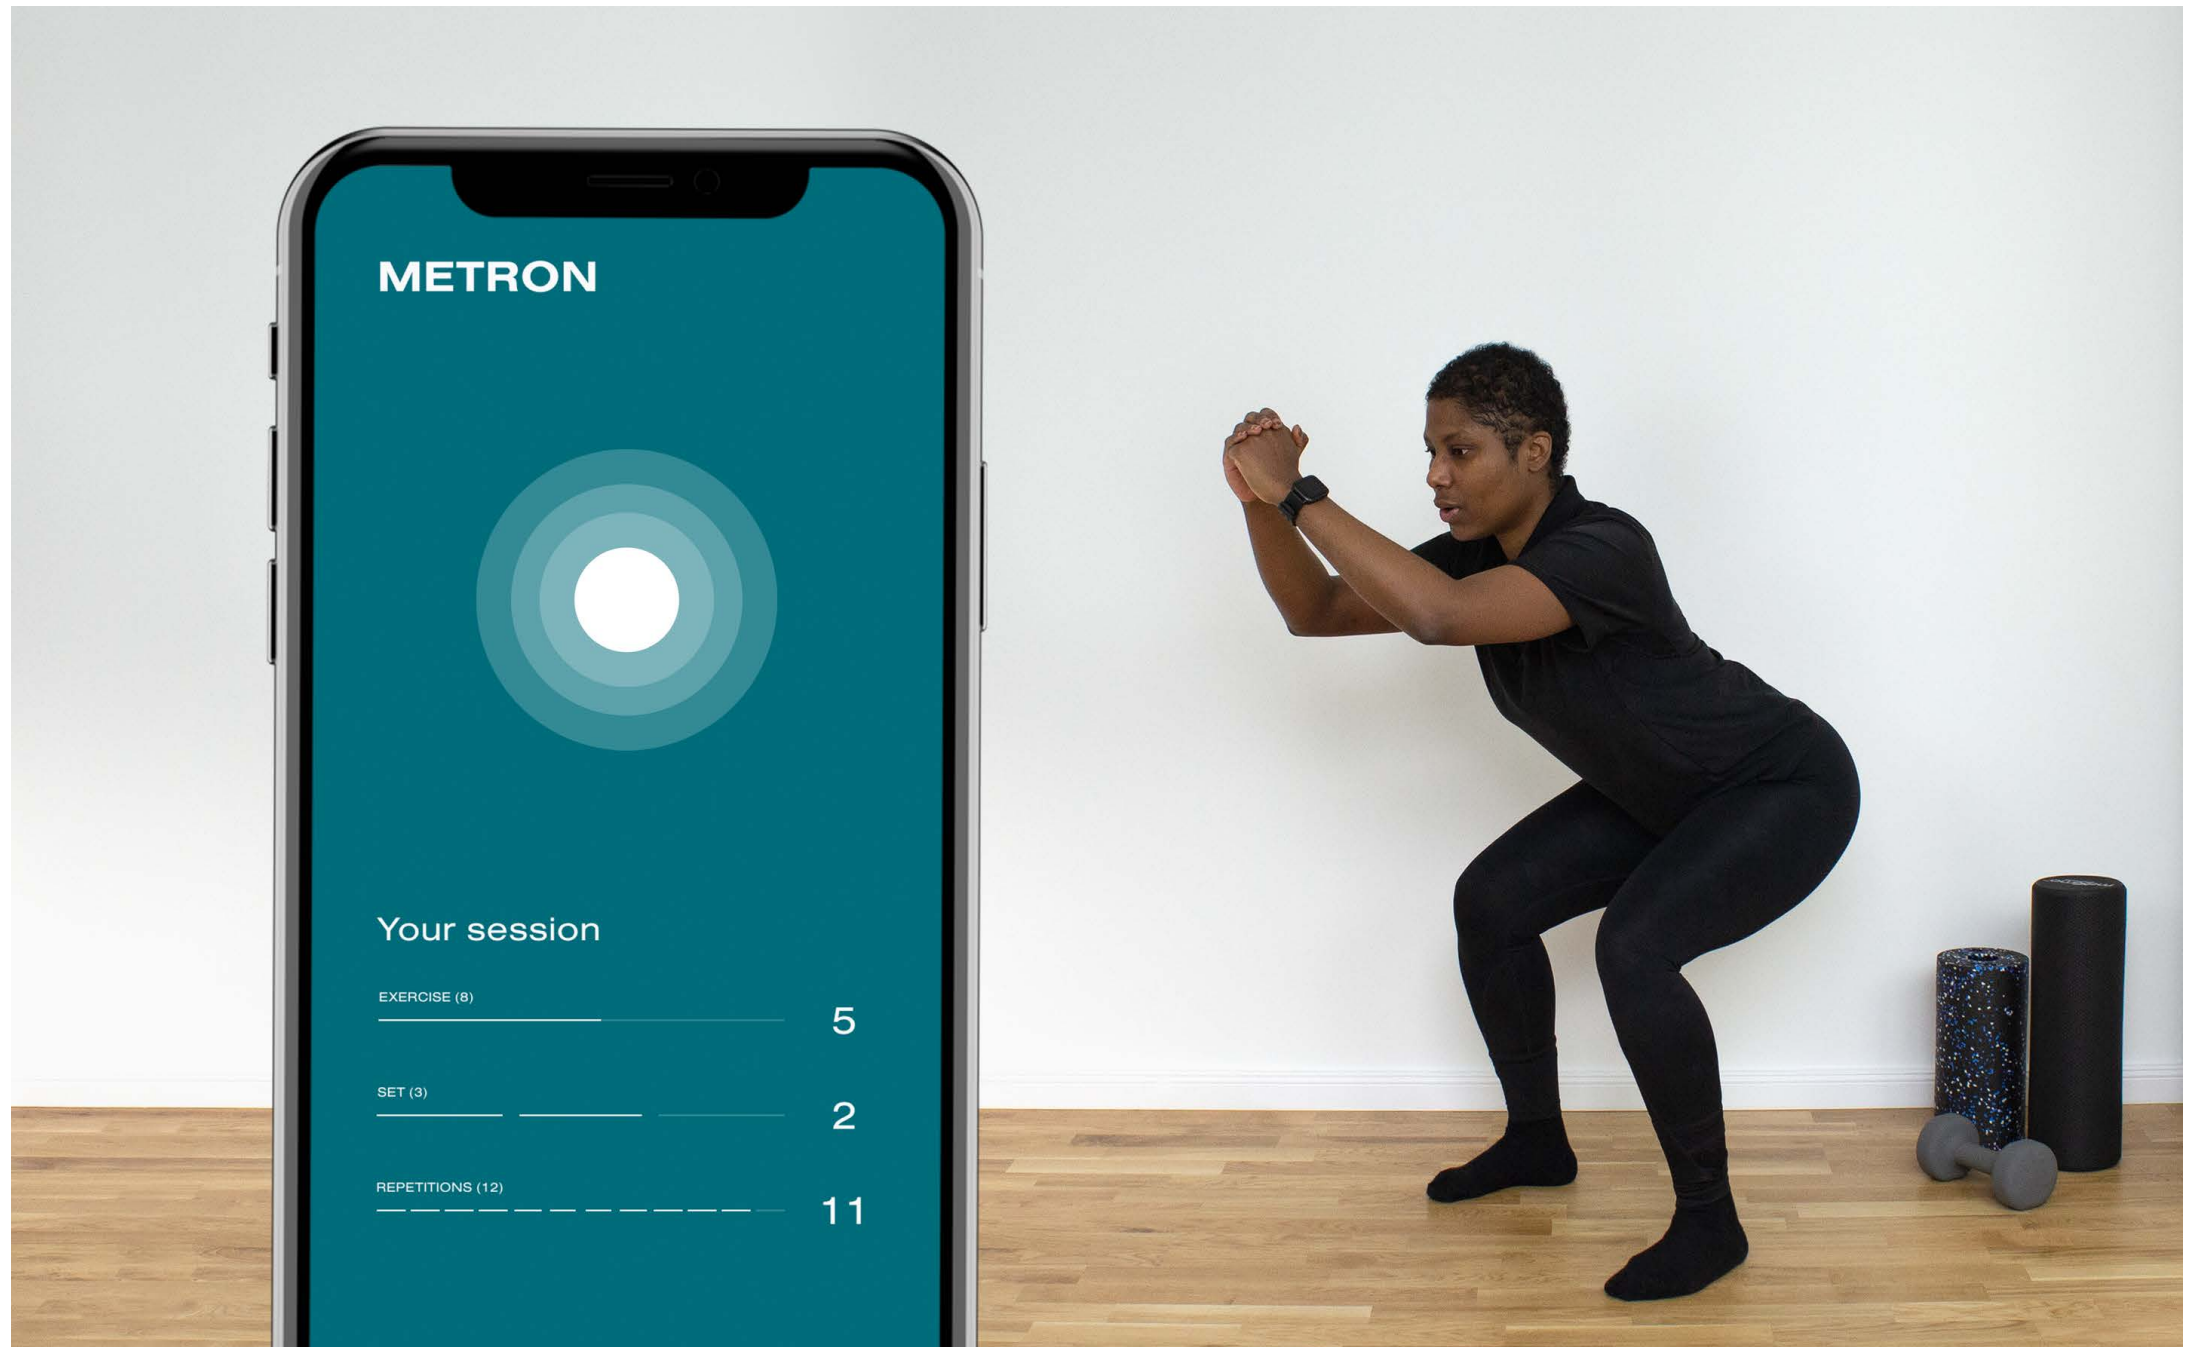 METRON
Your session
EXERCISE (8)
5
SET (3)
2
REPETITIONS (12)
11